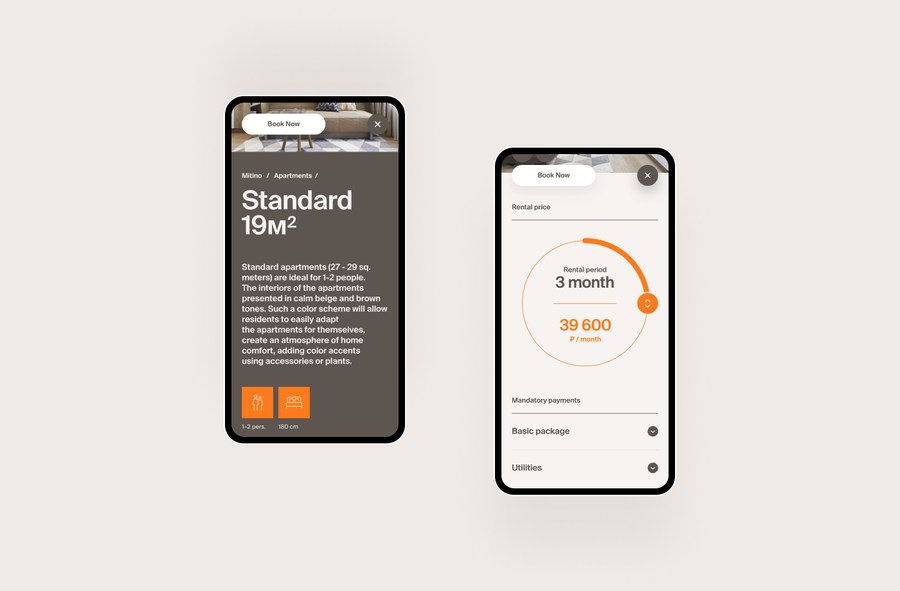 Book Now
Mitino / Apartments /
Standard
19м²
Standard apartments (27 - 29 sq.
meters) are ideal for 1-2 people.
The interiors of the apartments
presented in calm beige and brown
tones. Such a color scheme will allow
residents to easily adapt
the apartments for themselves,
create an atmosphere of home
comfort, adding color accents
using accessories or plants.
1-2 pers.
160 cm
Book Now
Rental price
Rental period
3 month
39 600
₽ / month
Mandatory payments
Basic package
Utilities